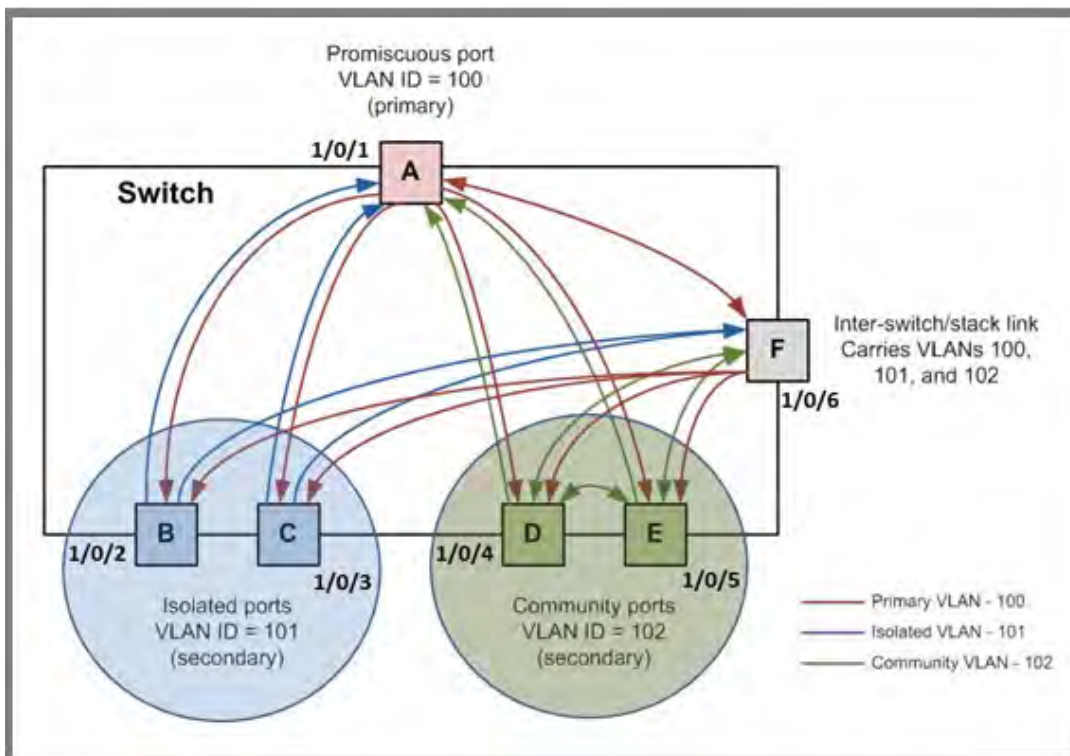 Promiscuous port
VLAN ID = 100
(primary)
1/0/1
A
Switch
F
Inter-switch/stack link
Carries VLANs 100,
101, and 102
1/0/6
B
C
D
E
1/0/2
1/0/3
1/0/4
1/0/5
Isolated ports
VLAN ID = 101
(secondary)
Community ports
VLAN ID = 102
(secondary)
Primary VLAN - 100
Isolated VLAN - 101
Community VLAN - 102